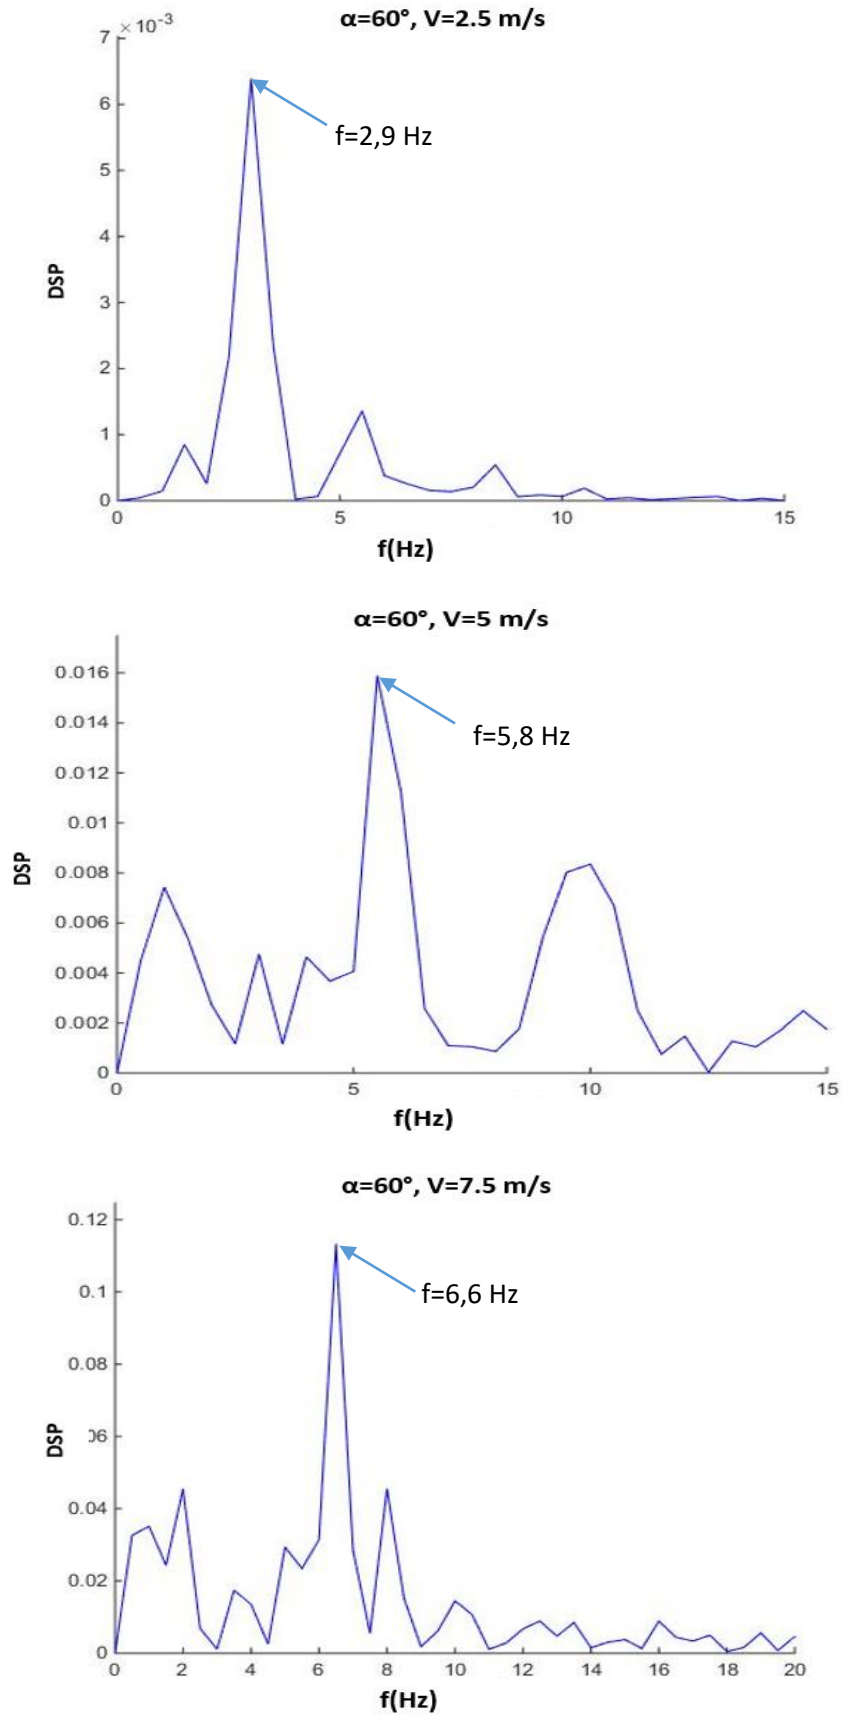 α=60°, V=2.5 m/s
7 × 10⁻³
6
5
4
3
2
1
0
f=2,9 Hz
DSP
0 5 10 15
f(Hz)
α=60°, V=5 m/s
0.016
0.014
0.012
0.01
0.008
0.006
0.004
0.002
0
f=5,8 Hz
DSP
0 5 10 15
f(Hz)
α=60°, V=7.5 m/s
0.12
0.1
0.08
0.04
0.02
0
f=6,6 Hz
DSP
0 2 4 6 8 10 12 14 16 18 20
f(Hz)